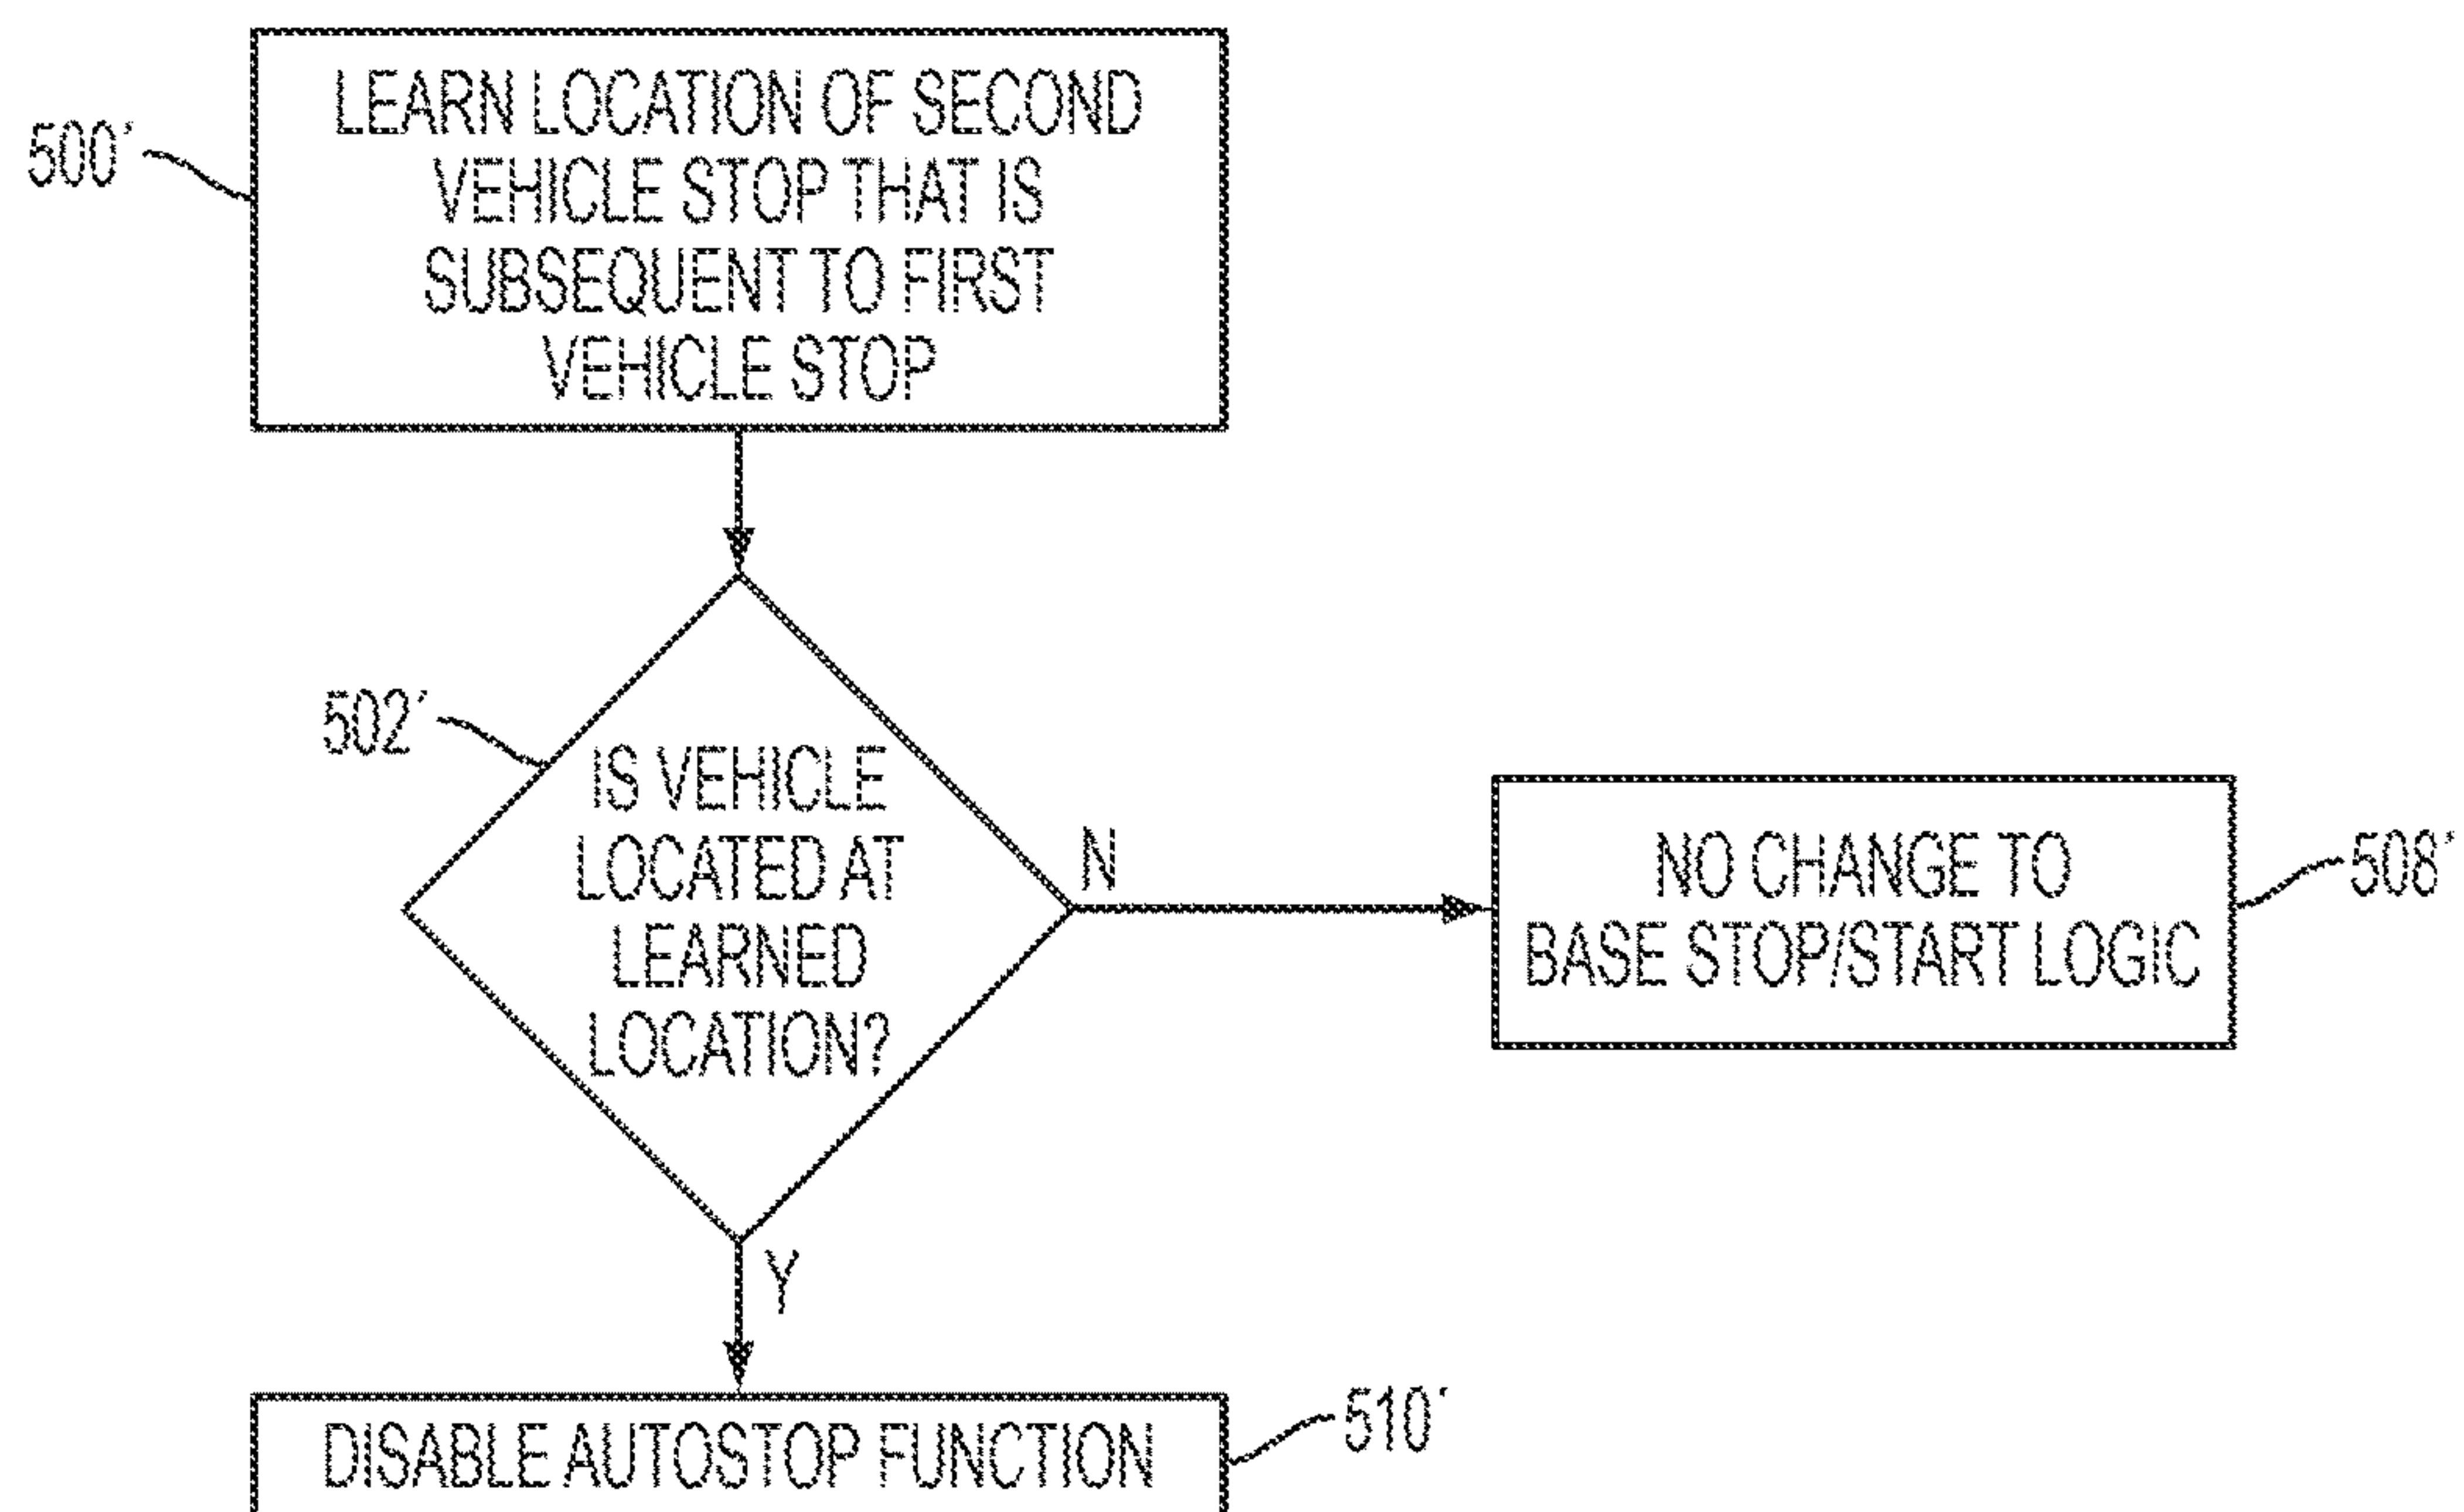 500'
LEARN LOCATION OF SECOND
VEHICLE STOP THAT IS
SUBSEQUENT TO FIRST
VEHICLE STOP
502'
IS VEHICLE
LOCATED AT
LEARNED
LOCATION?
N
NO CHANGE TO
BASE STOP/START LOGIC
508'
Y
DISABLE AUTOSTOP FUNCTION
510'